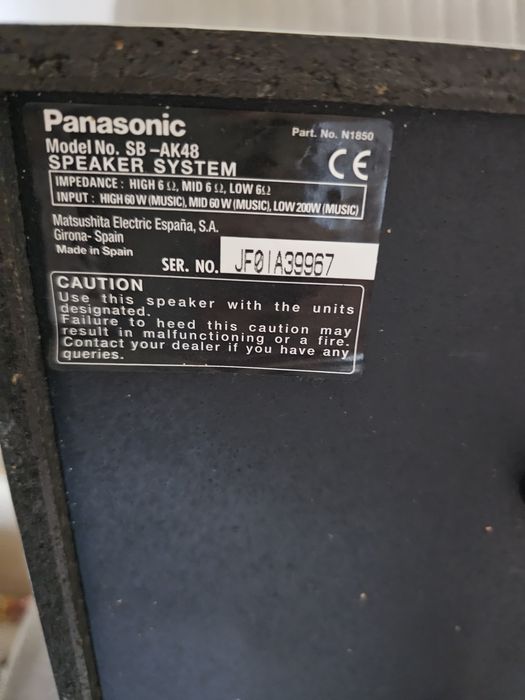 Panasonic
Part. No. N1850
Model No. SB-AK48
SPEAKER SYSTEM
CE
IMPEDANCE : HIGH 6 Ω, MID 6 Ω, LOW 6Ω
INPUT : HIGH 60 W (MUSIC), MID 60 W (MUSIC), LOW 200W (MUSIC)
Matsushita Electric España, S.A.
Girona- Spain
Made in Spain
SER. NO. JF01A39967
CAUTION
Use this speaker with the units
designated.
Failure to heed this caution may
result in malfunctioning or a fire.
Contact your dealer if you have any
queries.